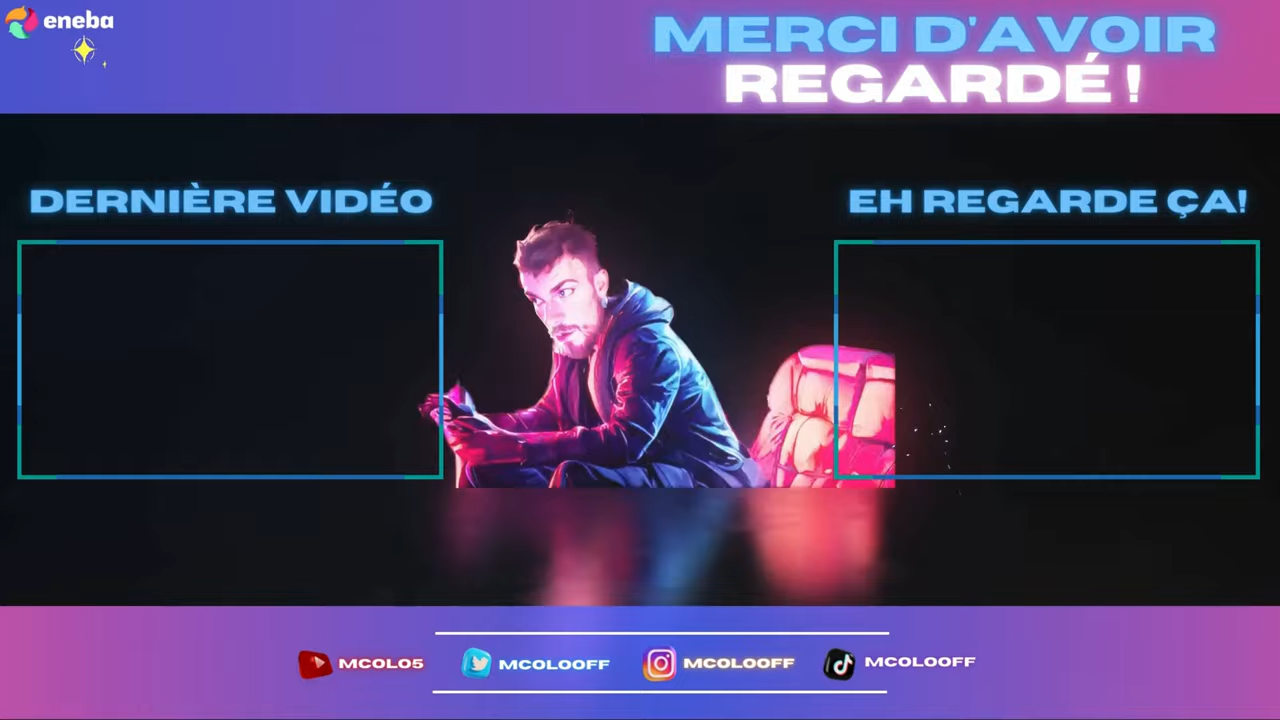 eneba
MERCI D'AVOIR
REGARDÉ !
DERNIÈRE VIDÉO
EH REGARDE ÇA!
MCOLO5
MCOLOOFF
MCOLOOFF
MCOLOOFF